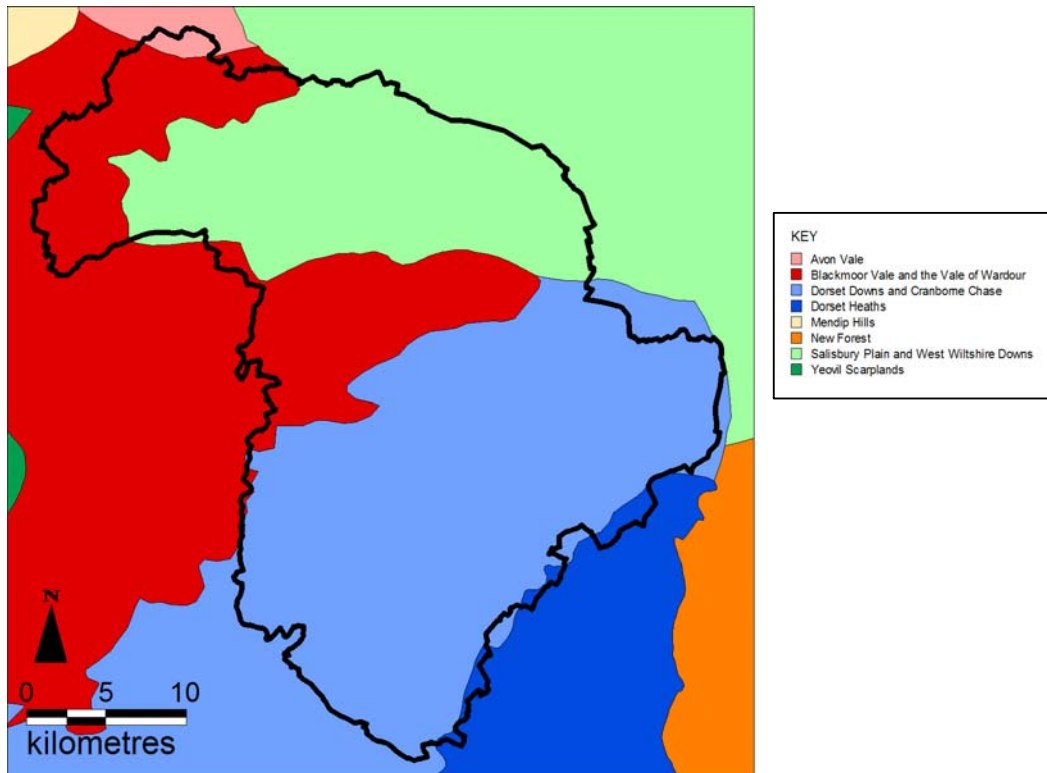 KEY
Avon Vale
Blackmoor Vale and the Vale of Wardour
Dorset Downs and Cranborne Chase
Dorset Heaths
Mendip Hills
New Forest
Salisbury Plain and West Wiltshire Downs
Yeovil Scarplands
N
0 5 10
kilometres